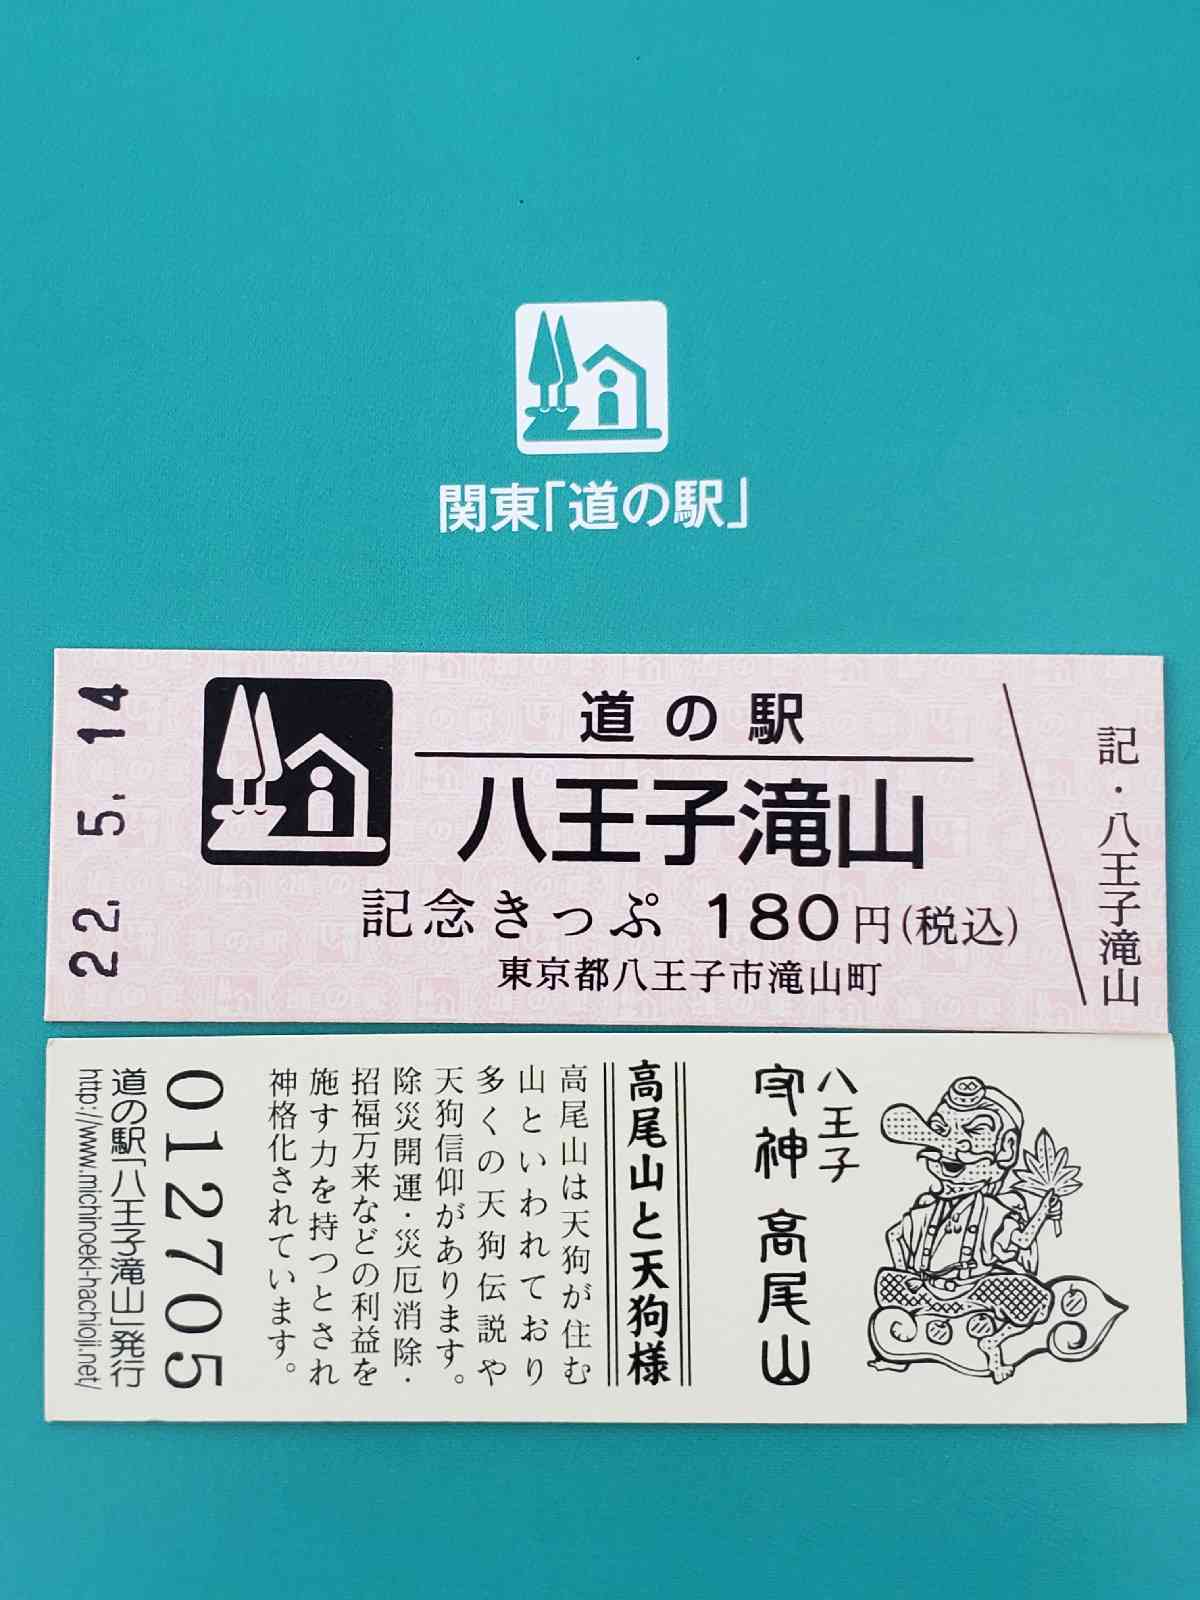 関東「道の駅」
22. 5. 14
道の駅
八王子滝山
記念きっぷ 180円(税込)
東京都八王子市滝山町
記・八王子滝山
八王子
守神 高尾山
高尾山と天狗様
高尾山は天狗が住む
山といわれており
多くの天狗伝説や
天狗信仰があります。
除災開運・災厄消除・
招福万来などの利益を
施す力を持つとされ
神格化されています。
012705
道の駅「八王子滝山」発行
http://www.michinoeki-hachioji.net/